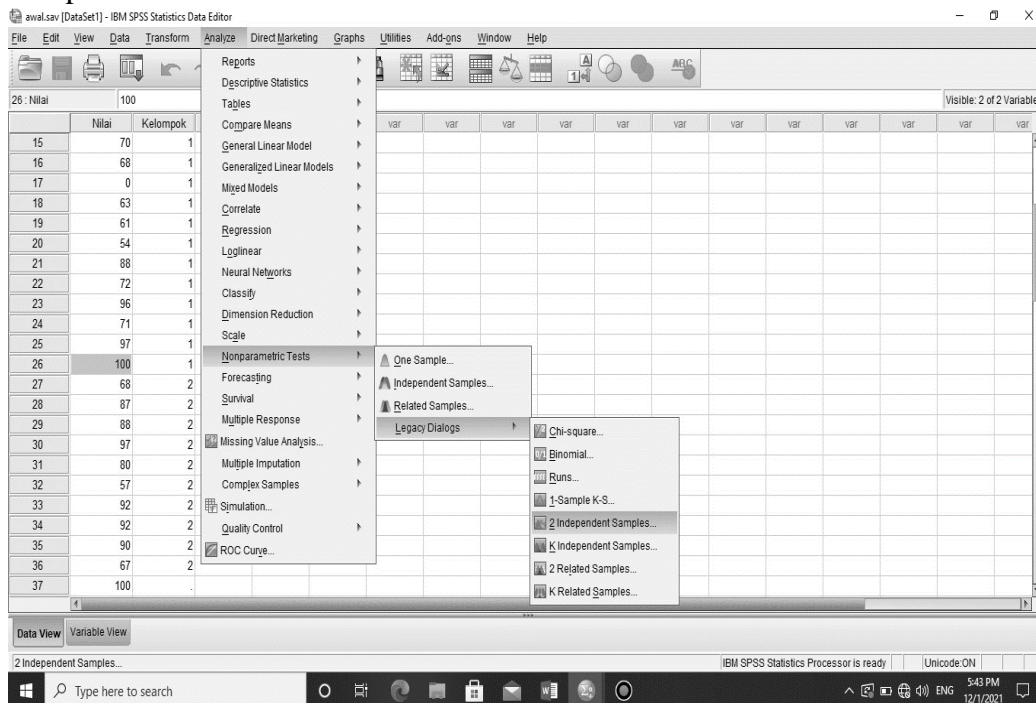 awal.sav [DataSet1] - IBM SPSS Statistics Data Editor
File Edit View Data Transform Analyze Direct Marketing Graphs Utilities Add-ons Window Help
26 : Nilai 100 Visible: 2 of 2 Variable
Nilai Kelompok var var var var var var var var var var var var
15 70 1
16 68 1
17 0 1
18 63 1
19 61 1
20 54 1
21 88 1
22 72 1
23 96 1
24 71 1
25 97 1
26 100 1
27 68 2
28 87 2
29 88 2
30 97 2
31 80 2
32 57 2
33 92 2
34 92 2
35 90 2
36 67 2
37 100 .
Reports
Descriptive Statistics
Tables
Compare Means
General Linear Model
Generalized Linear Models
Mixed Models
Correlate
Regression
Loglinear
Neural Networks
Classify
Dimension Reduction
Scale
Nonparametric Tests
Forecasting
Survival
Multiple Response
Missing Value Analysis...
Multiple Imputation
Complex Samples
Simulation...
Quality Control
ROC Curve...
One Sample...
Independent Samples...
Related Samples...
Legacy Dialogs
Chi-square...
Binomial...
Runs...
1-Sample K-S...
2 Independent Samples...
K Independent Samples...
2 Related Samples...
K Related Samples...
Data View Variable View
2 Independent Samples... IBM SPSS Statistics Processor is ready Unicode:ON
Type here to search ENG 5:43 PM
12/1/2021